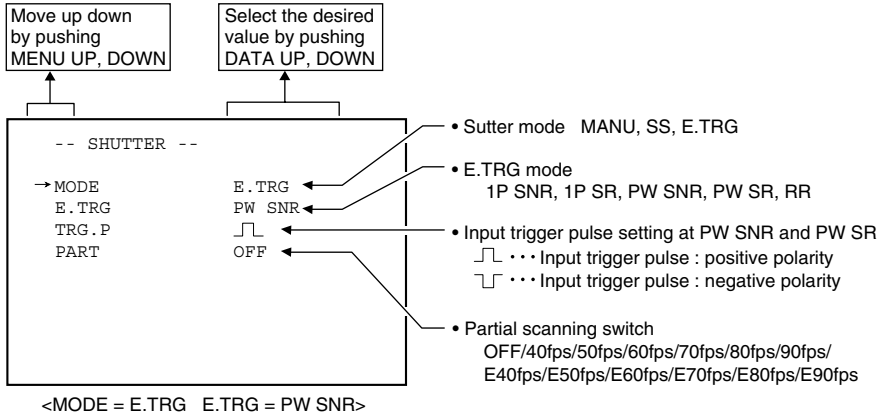 Move up down
by pushing
MENU UP, DOWN
Select the desired
value by pushing
DATA UP, DOWN
-- SHUTTER --
→MODE E.TRG
E.TRG PW SNR
TRG.P
PART OFF
• Sutter mode MANU, SS, E.TRG
• E.TRG mode
1P SNR, 1P SR, PW SNR, PW SR, RR
• Input trigger pulse setting at PW SNR and PW SR
··· Input trigger pulse : positive polarity
··· Input trigger pulse : negative polarity
• Partial scanning switch
OFF/40fps/50fps/60fps/70fps/80fps/90fps/
E40fps/E50fps/E60fps/E70fps/E80fps/E90fps
<MODE = E.TRG E.TRG = PW SNR>